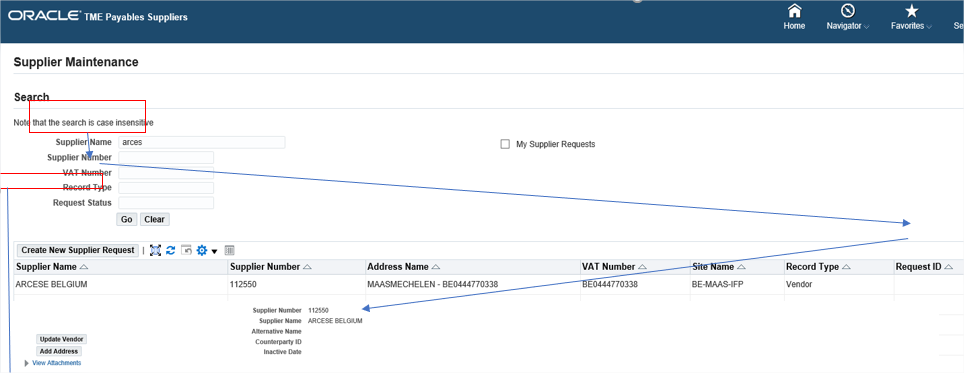 ORACLE® TME Payables Suppliers
Home Navigator Favorites Se
Supplier Maintenance
Search
Note that the search is case insensitive
Supplier Name arces
My Supplier Requests
Supplier Number
VAT Number
Record Type
Request Status
Go Clear
Create New Supplier Request
Supplier Name Supplier Number Address Name VAT Number Site Name Record Type Request ID
ARCESE BELGIUM 112550 MAASMECHELEN - BE0444770338 BE0444770338 BE-MAAS-IFP Vendor
Supplier Number 112550
Supplier Name ARCESE BELGIUM
Alternative Name
Update Vendor
Counterparty ID
Add Address
Inactive Date
View Attachments